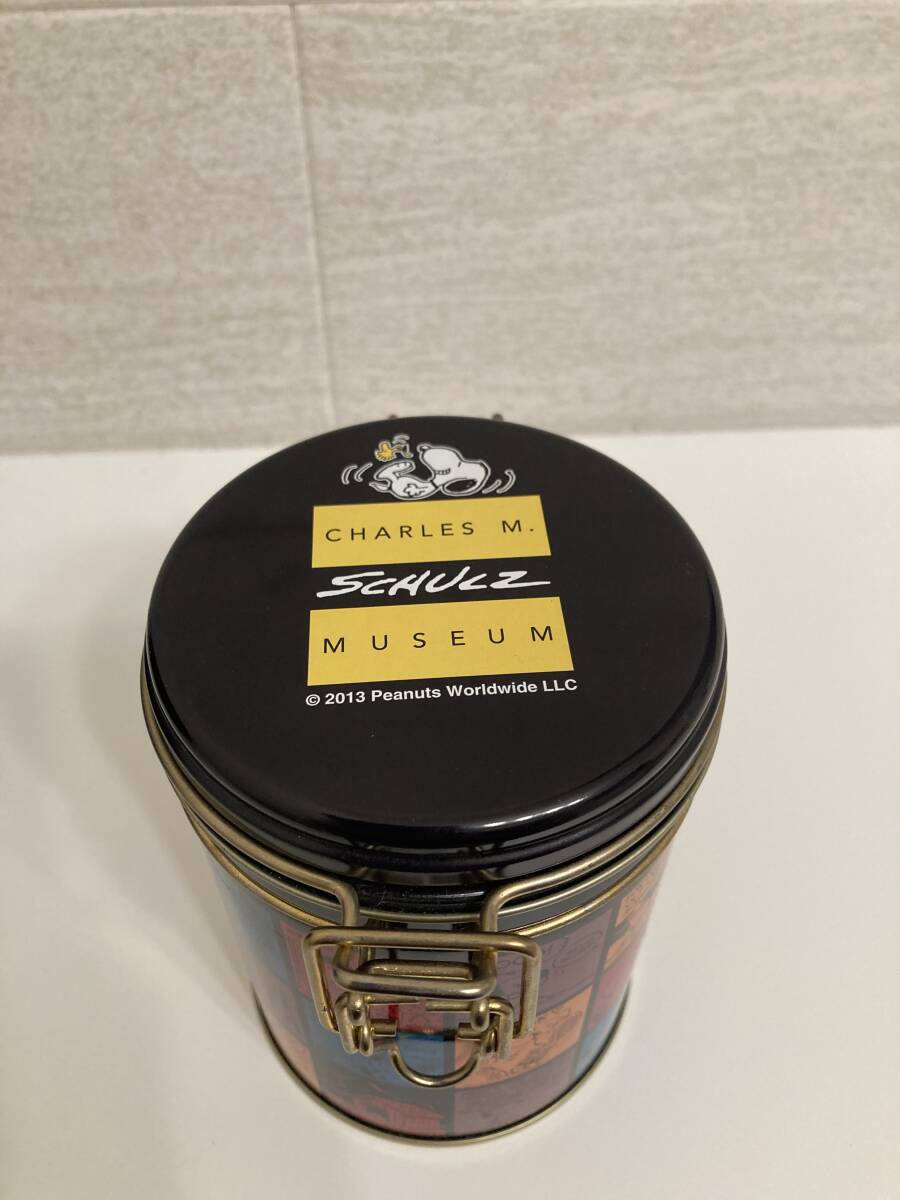 CHARLES M.
SCHULZ
MUSEUM
© 2013 Peanuts Worldwide LLC